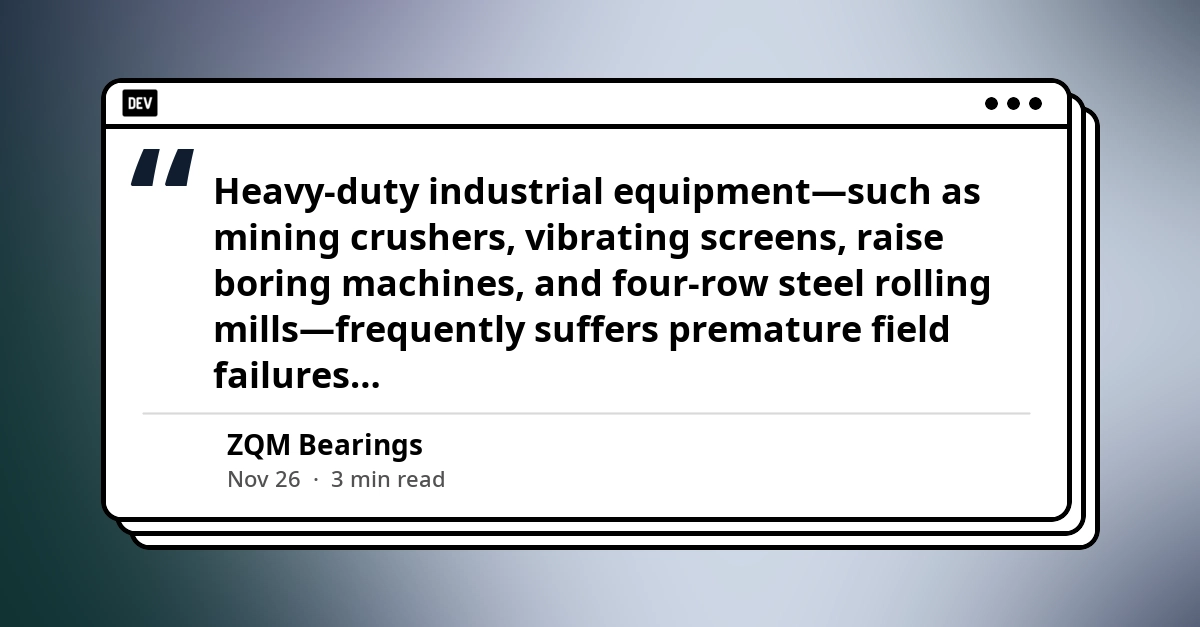 DEV
“
Heavy-duty industrial equipment—such as
mining crushers, vibrating screens, raise
boring machines, and four-row steel rolling
mills—frequently suffers premature field
failures...
ZQM Bearings
Nov 26 · 3 min read